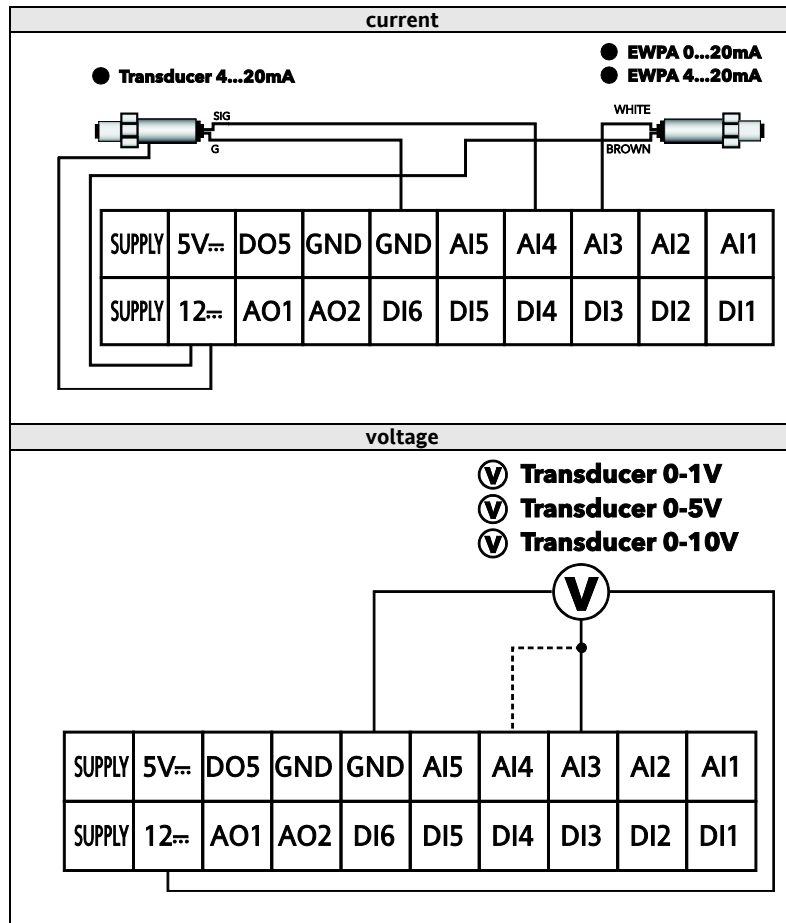 current
● EWPA 0...20mA
● Transducer 4...20mA
● EWPA 4...20mA
SIG
WHITE
G
BROWN
SUPPLY 5V⎓ DO5 GND GND AI5 AI4 AI3 AI2 AI1
SUPPLY 12⎓ AO1 AO2 DI6 DI5 DI4 DI3 DI2 DI1
voltage
Ⓥ Transducer 0-1V
Ⓥ Transducer 0-5V
Ⓥ Transducer 0-10V
V
SUPPLY 5V⎓ DO5 GND GND AI5 AI4 AI3 AI2 AI1
SUPPLY 12⎓ AO1 AO2 DI6 DI5 DI4 DI3 DI2 DI1